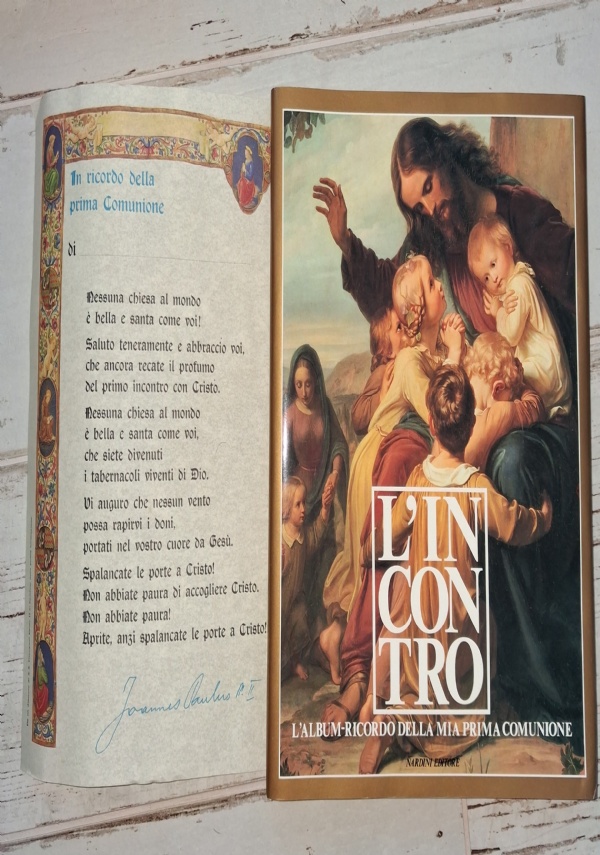 In ricordo della
prima Comunione
di
Nessuna chiesa al mondo
è bella e santa come voi!
Saluto teneramente e abbraccio voi,
che ancora recate il profumo
del primo incontro con Cristo.
Nessuna chiesa al mondo
è bella e santa come voi,
che siete divenuti
i tabernacoli viventi di Dio.
Vi auguro che nessun vento
possa rapirvi i doni,
portati nel vostro cuore da Gesù.
Spalancate le porte a Cristo!
Non abbiate paura di accogliere Cristo.
Non abbiate paura!
Aprite, anzi spalancate le porte a Cristo!
Joannes Paulus P.P. II
L'IN
CON
TRO
L'ALBUM-RICORDO DELLA MIA PRIMA COMUNIONE
NARDINI EDITORE